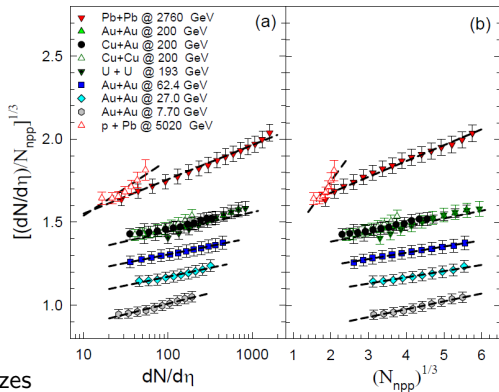 Pb+Pb @ 2760 GeV (a)
Au+Au @ 200 GeV
Cu+Au @ 200 GeV
Cu+Cu @ 200 GeV
U + U @ 193 GeV
Au+Au @ 62.4 GeV
Au+Au @ 27.0 GeV
Au+Au @ 7.70 GeV
p + Pb @ 5020 GeV
(b)
[(dN/dη)/N_npp]^1/3
2.5
2.0
1.5
1.0
10 100 1000
1 2 3 4 5 6
dN/dη
(N_npp)^1/3
zes